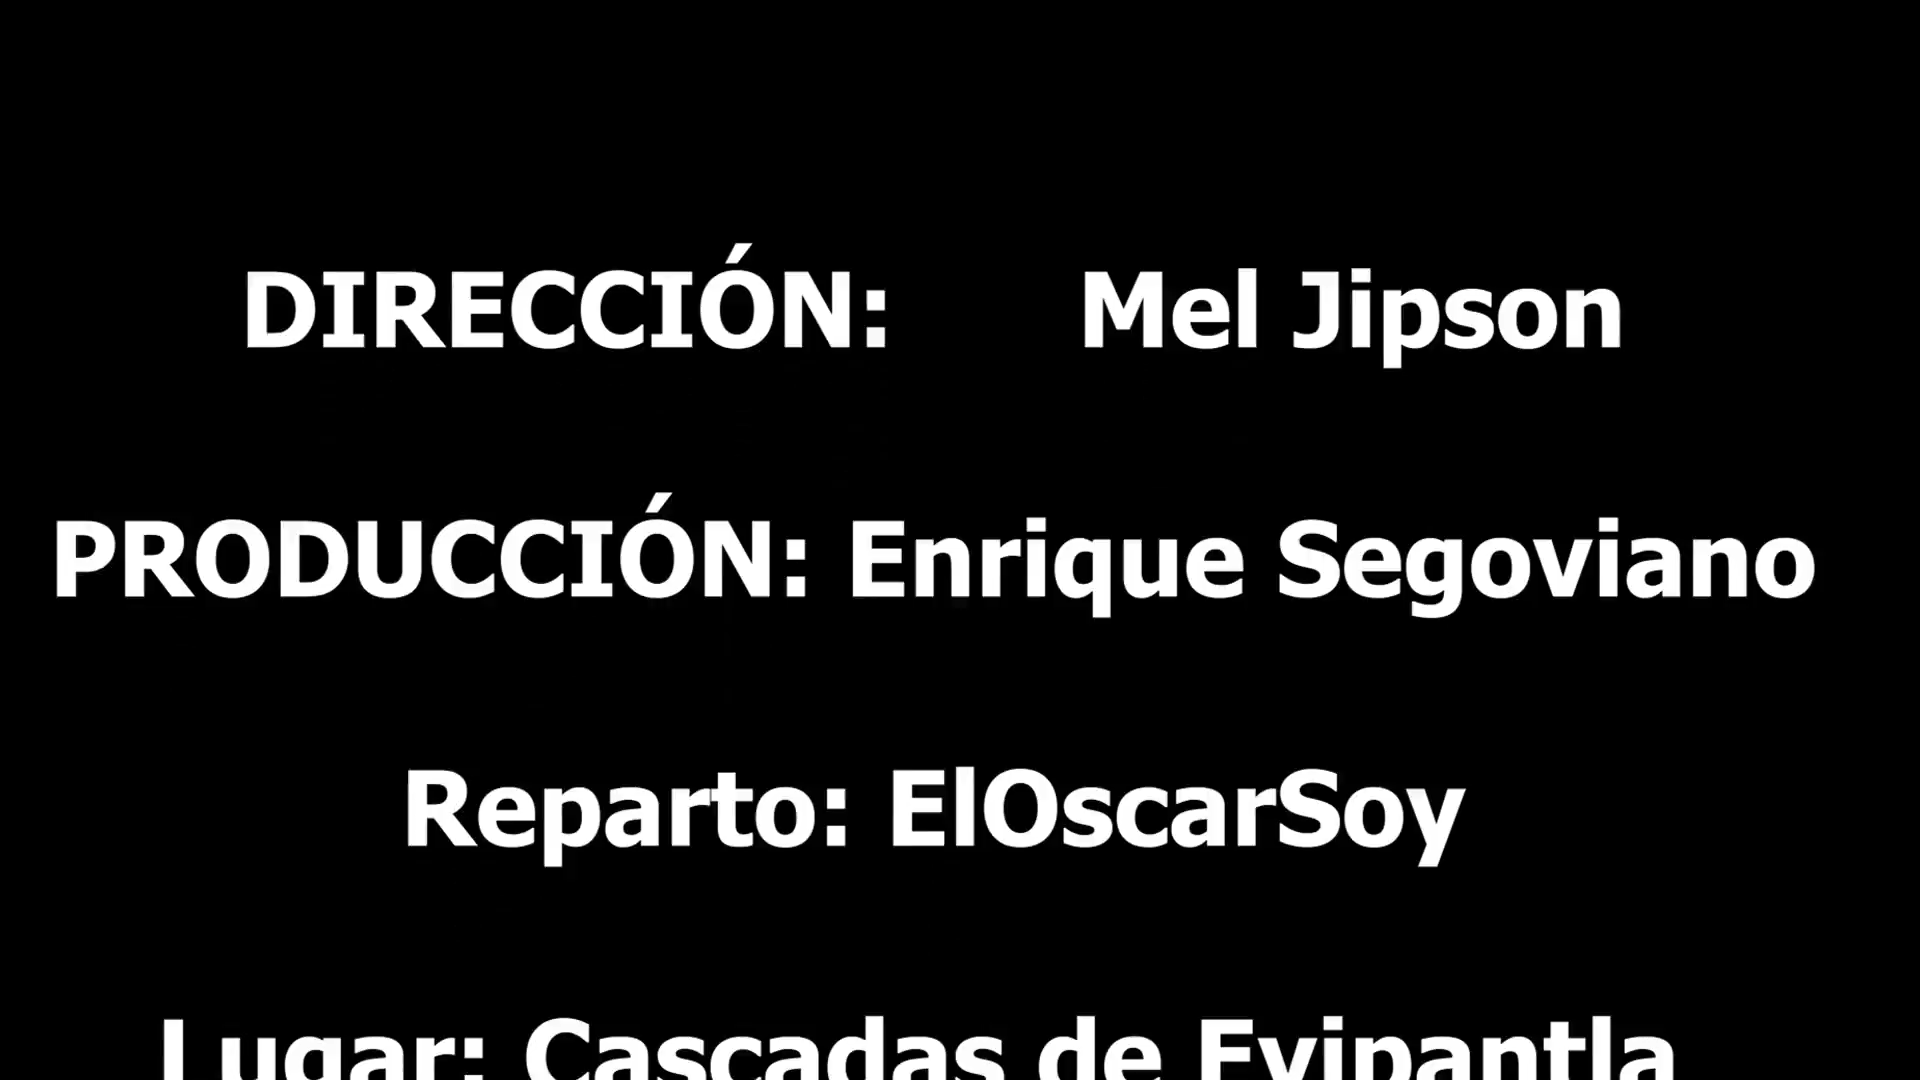 DIRECCIÓN: Mel Jipson
PRODUCCIÓN: Enrique Segoviano
Reparto: ElOscarSoy
Lugar: Cascadas de Eyipantla